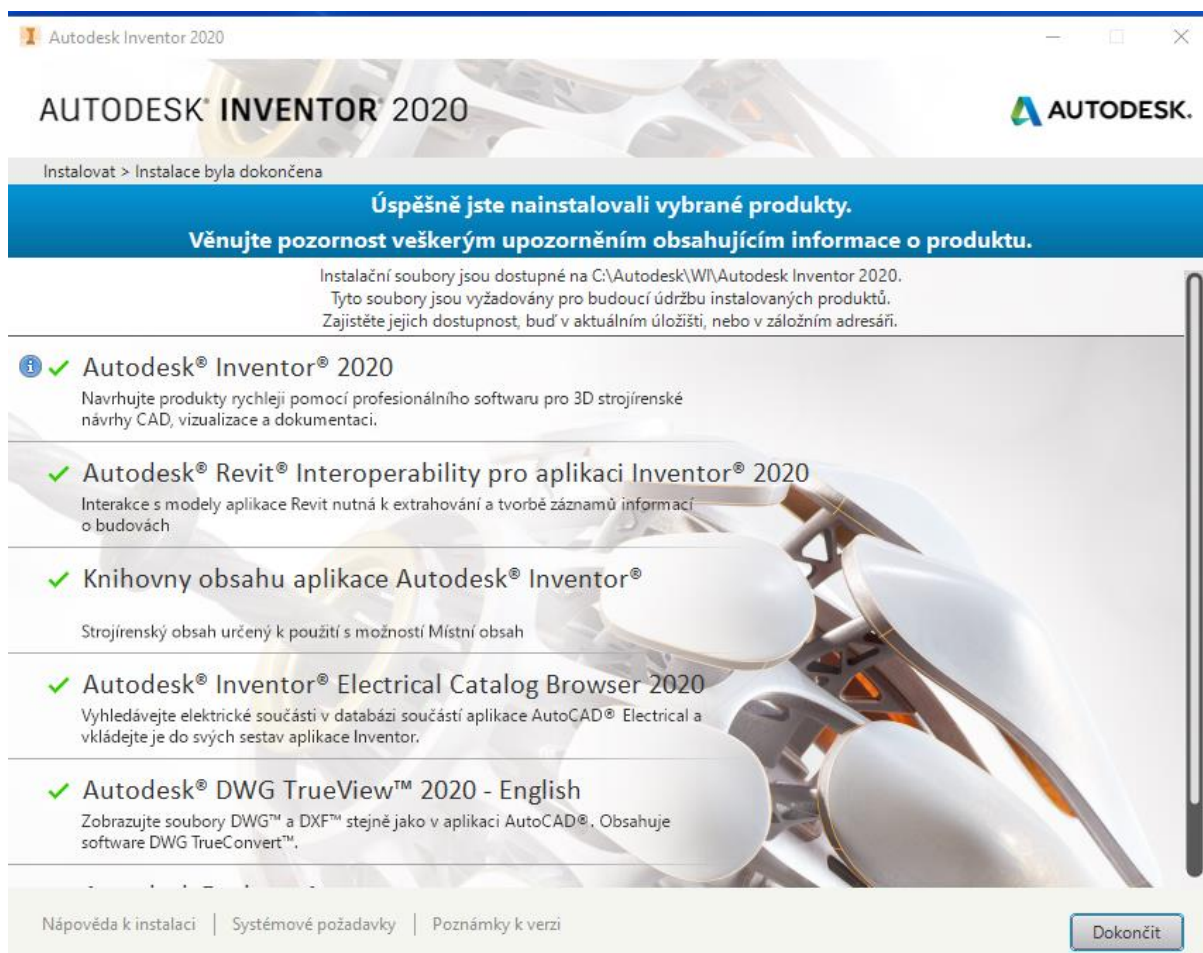 Autodesk Inventor 2020
AUTODESK® INVENTOR® 2020
AUTODESK.
Instalovat > Instalace byla dokončena
Úspěšně jste nainstalovali vybrané produkty.
Věnujte pozornost veškerým upozorněním obsahujícím informace o produktu.
Instalační soubory jsou dostupné na C:\Autodesk\WI\Autodesk Inventor 2020.
Tyto soubory jsou vyžadovány pro budoucí údržbu instalovaných produktů.
Zajistěte jejich dostupnost, buď v aktuálním úložišti, nebo v záložním adresáři.
Autodesk® Inventor® 2020
Navrhujte produkty rychleji pomocí profesionálního softwaru pro 3D strojírenské
návrhy CAD, vizualizace a dokumentaci.
Autodesk® Revit® Interoperability pro aplikaci Inventor® 2020
Interakce s modely aplikace Revit nutná k extrahování a tvorbě záznamů informací
o budovách
Knihovny obsahu aplikace Autodesk® Inventor®
Strojírenský obsah určený k použití s možností Místní obsah
Autodesk® Inventor® Electrical Catalog Browser 2020
Vyhledávejte elektrické součásti v databázi součástí aplikace AutoCAD® Electrical a
vkládejte je do svých sestav aplikace Inventor.
Autodesk® DWG TrueView™ 2020 - English
Zobrazujte soubory DWG™ a DXF™ stejně jako v aplikaci AutoCAD®. Obsahuje
software DWG TrueConvert™.
Nápověda k instalaci | Systémové požadavky | Poznámky k verzi
Dokončit